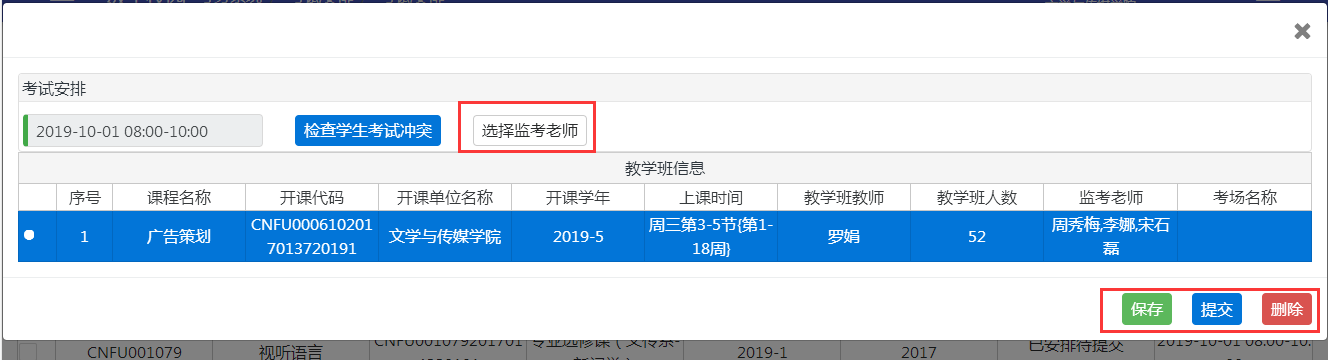 考试安排
2019-10-01 08:00-10:00 检查学生考试冲突 选择监考老师
教学班信息
序号 课程名称 开课代码 开课单位名称 开课学年 上课时间 教学班教师 教学班人数 监考老师 考场名称
1 广告策划 CNFU000610201 文学与传媒学院 2019-5 周三第3-5节{第1- 罗娟 52 周秀梅,李娜,宋石
7013720191 18周} 磊
保存 提交 删除
CNFU001079 视听语言 CNFU001079201701 2019-1 2017 已安排待提交 2019-10-01 08:00-10: